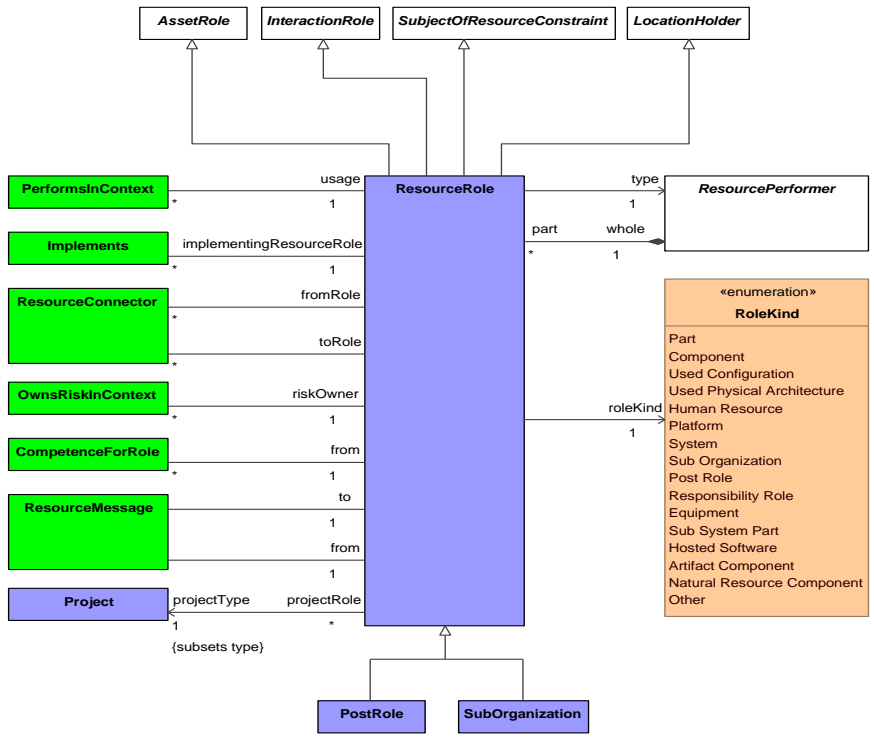 AssetRole
InteractionRole
SubjectOfResourceConstraint
LocationHolder
PerformsInContext
*
usage
1
ResourceRole
type
1
ResourcePerformer
part
*
whole
1
Implements
*
implementingResourceRole
1
ResourceConnector
*
fromRole
*
toRole
OwnsRiskInContext
*
riskOwner
1
CompetenceForRole
*
from
1
ResourceMessage
to
1
from
1
Project
projectType
1
{subsets type}
projectRole
*
roleKind
1
«enumeration»
RoleKind
Part
Component
Used Configuration
Used Physical Architecture
Human Resource
Platform
System
Sub Organization
Post Role
Responsibility Role
Equipment
Sub System Part
Hosted Software
Artifact Component
Natural Resource Component
Other
PostRole
SubOrganization